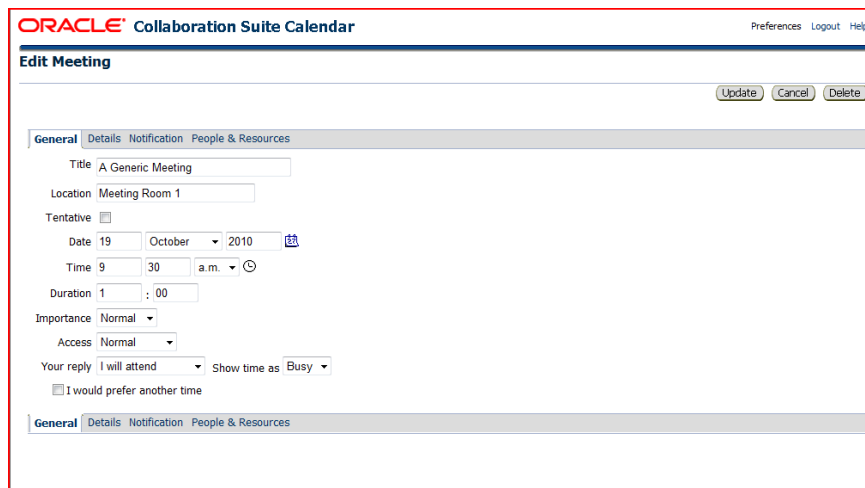 ORACLE Collaboration Suite Calendar
Preferences Logout Help
Edit Meeting
Update Cancel Delete
General Details Notification People & Resources
Title A Generic Meeting
Location Meeting Room 1
Tentative
Date 19 October 2010
Time 9 30 a.m.
Duration 1 : 00
Importance Normal
Access Normal
Your reply I will attend Show time as Busy
I would prefer another time
General Details Notification People & Resources